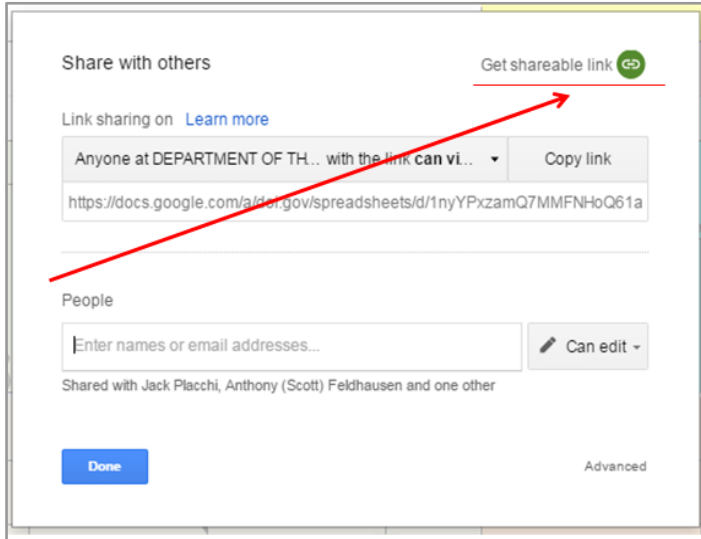 Share with others
Get shareable link
Link sharing on Learn more
Anyone at DEPARTMENT OF TH... with the link can vi...
Copy link
https://docs.google.com/a/doi.gov/spreadsheets/d/1nyYPxzamQ7MMFNHoQ61a
People
Enter names or email addresses...
Can edit
Shared with Jack Placchi, Anthony (Scott) Feldhausen and one other
Done
Advanced